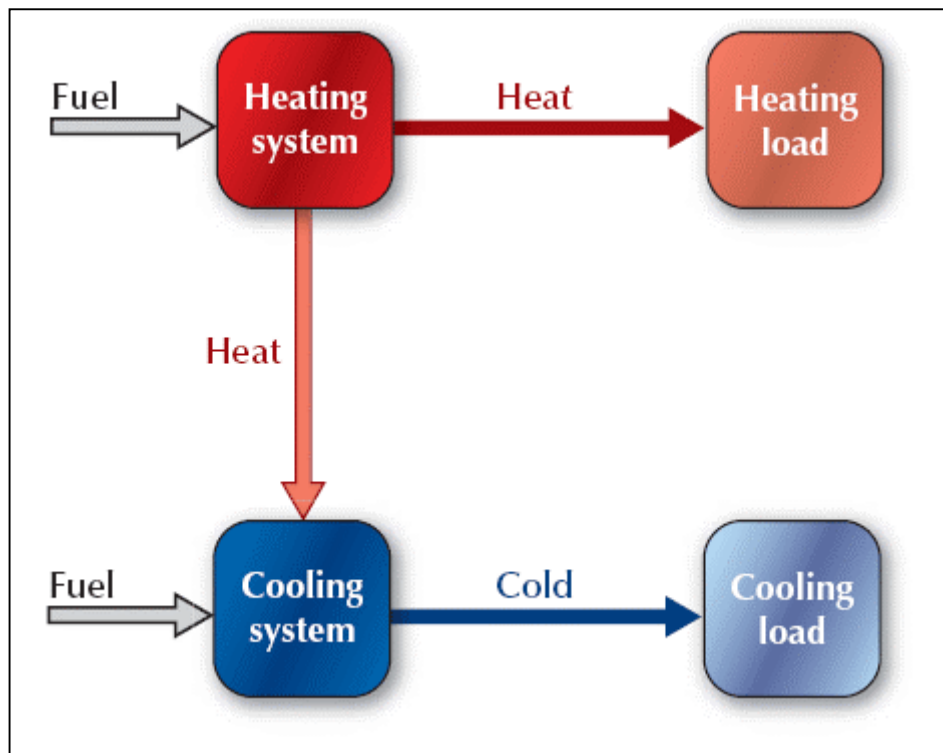 Fuel
Heating
system
Heat
Heating
load
Heat
Fuel
Cooling
system
Cold
Cooling
load